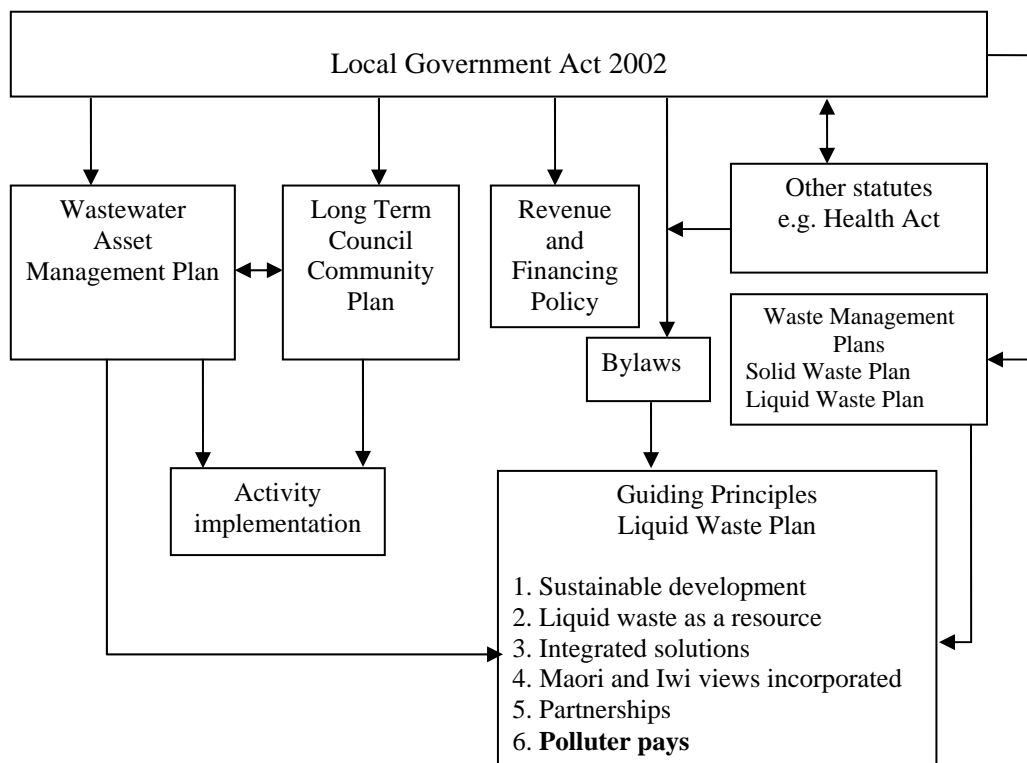 Local Government Act 2002
Wastewater
Asset
Management Plan
Long Term
Council
Community
Plan
Revenue
and
Financing
Policy
Other statutes
e.g. Health Act
Waste Management
Plans
Solid Waste Plan
Liquid Waste Plan
Bylaws
Activity
implementation
Guiding Principles
Liquid Waste Plan
1. Sustainable development
2. Liquid waste as a resource
3. Integrated solutions
4. Maori and Iwi views incorporated
5. Partnerships
6. Polluter pays